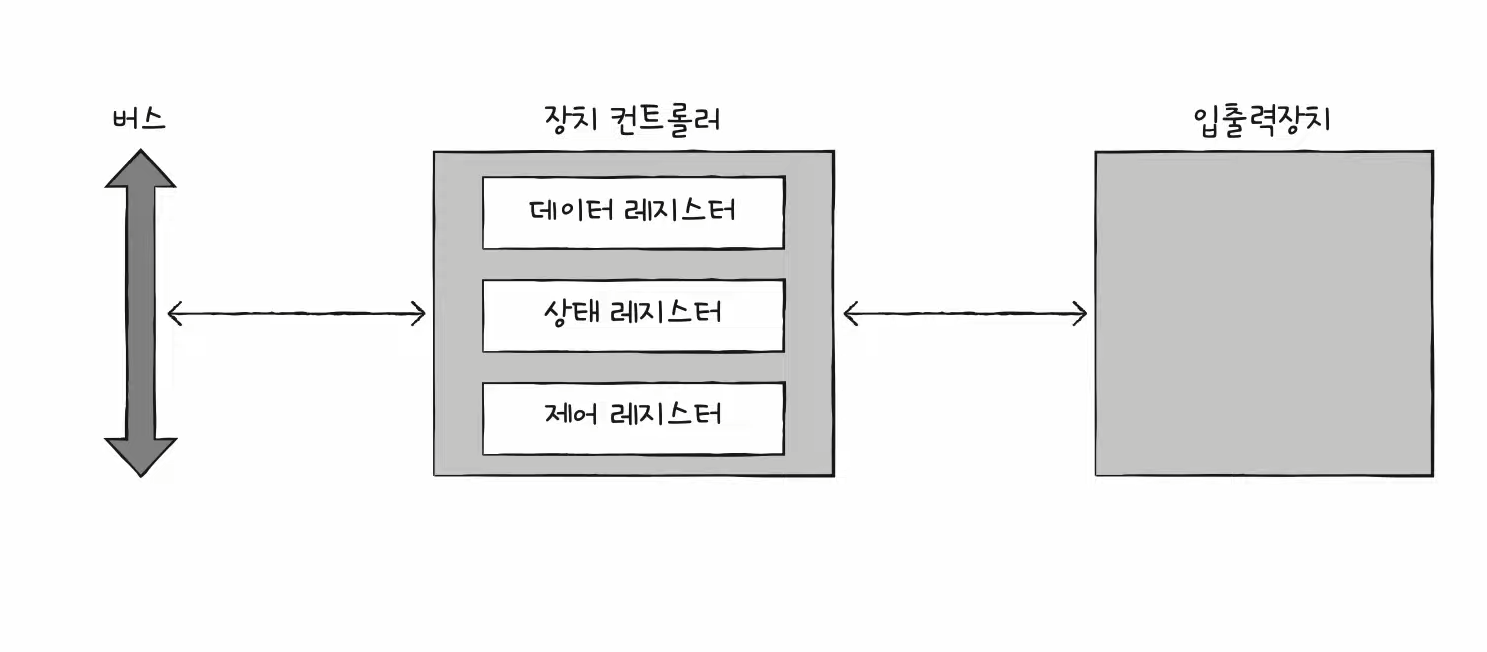 버스
장치 컨트롤러
입출력장치
데이터 레지스터
상태 레지스터
제어 레지스터